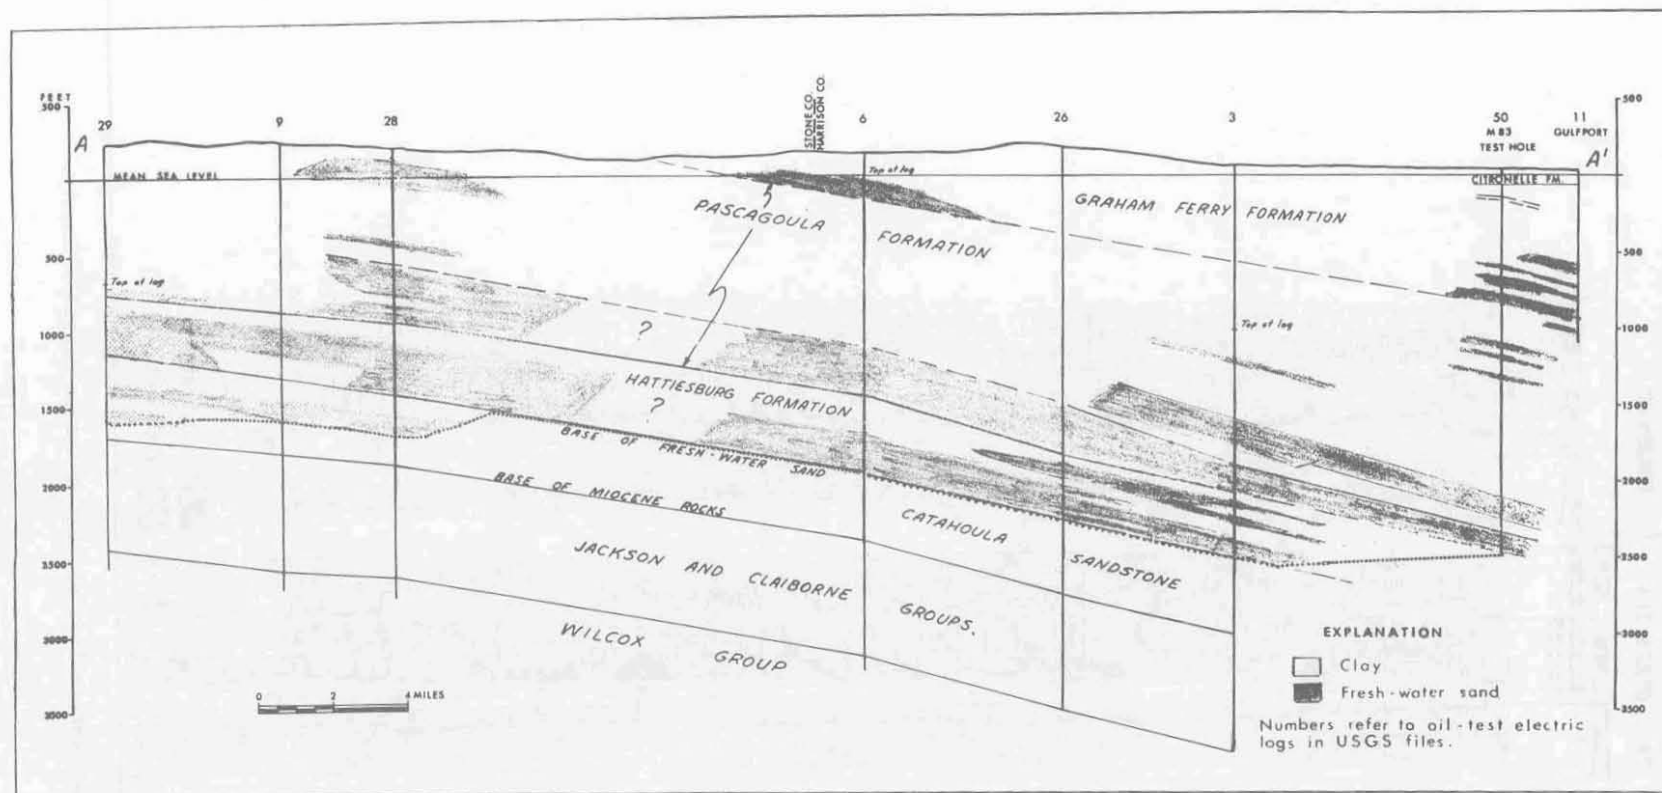 FEET
500
500
29
9
28
STONE CO.
HARRISON CO.
6
26
3
50
M 83
TEST HOLE
11
GULFPORT
A
A'
MEAN SEA LEVEL
Top of log
CITRONELLE FM.
PASCAGOULA FORMATION
GRAHAM FERRY FORMATION
500
500
Top of log
?
Top of log
1000
1000
HATTIESBURG FORMATION
?
1500
1500
BASE OF FRESH-WATER SAND
BASE OF MIOCENE ROCKS
2000
2000
CATAHOULA SANDSTONE
JACKSON AND CLAIBORNE GROUPS.
2500
2500
WILCOX GROUP
3000
3000
0 2 4 MILES
3500
3500
EXPLANATION
Clay
Fresh-water sand
Numbers refer to oil-test electric
logs in USGS files.